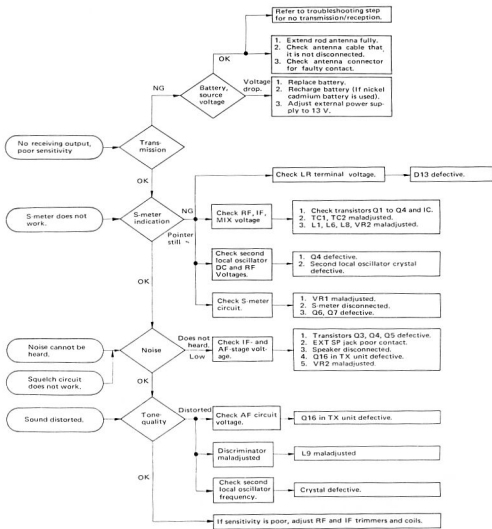 Refer to troubleshooting step
for no transmission/reception.
OK
1. Extend rod antenna fully.
2. Check antenna cable that
it is not disconnected.
3. Check antenna connector
for faulty contact.
Battery,
source
voltage
Voltage
drop.
1. Replace battery.
2. Recharge battery (If nickel
cadmium battery is used).
3. Adjust external power sup-
ply to 13 V.
NG
No receiving output,
poor sensitivity
Trans-
mission
OK
Check LR terminal voltage.
D13 defective.
S-meter does not
work.
S-meter
indication
NG
Pointer
still
Check RF, IF,
MIX voltage
1. Check transistors Q1 to Q4 and IC.
2. TC1, TC2 maladjusted.
3. L1, L6, L8, VR2 maladjusted.
Check second
local oscillator
DC and RF
Voltages.
1. Q4 defective.
2. Second local oscillator crystal
defective.
OK
Check S-meter
circuit.
1. VR1 maladjusted.
2. S-meter disconnected.
3. Q6, Q7 defective.
Noise cannot be
heard.
Squelch circuit
does not work.
Noise
Does not
heard.
Low
Check IF- and
AF-stage volt-
age.
1. Transistors Q3, Q4, Q5 defective.
2. EXT SP jack poor contact.
3. Speaker disconnected.
4. Q16 in TX unit defective.
5. VR2 maladjusted.
OK
Sound distorted.
Tone-
quality
Distorted
Check AF circuit
voltage.
Q16 in TX unit defective.
Discriminator
maladjusted
L9 maladjusted
OK
Check second
local oscillator
frequency.
Crystal defective.
If sensitivity is poor, adjust RF and IF trimmers and coils.